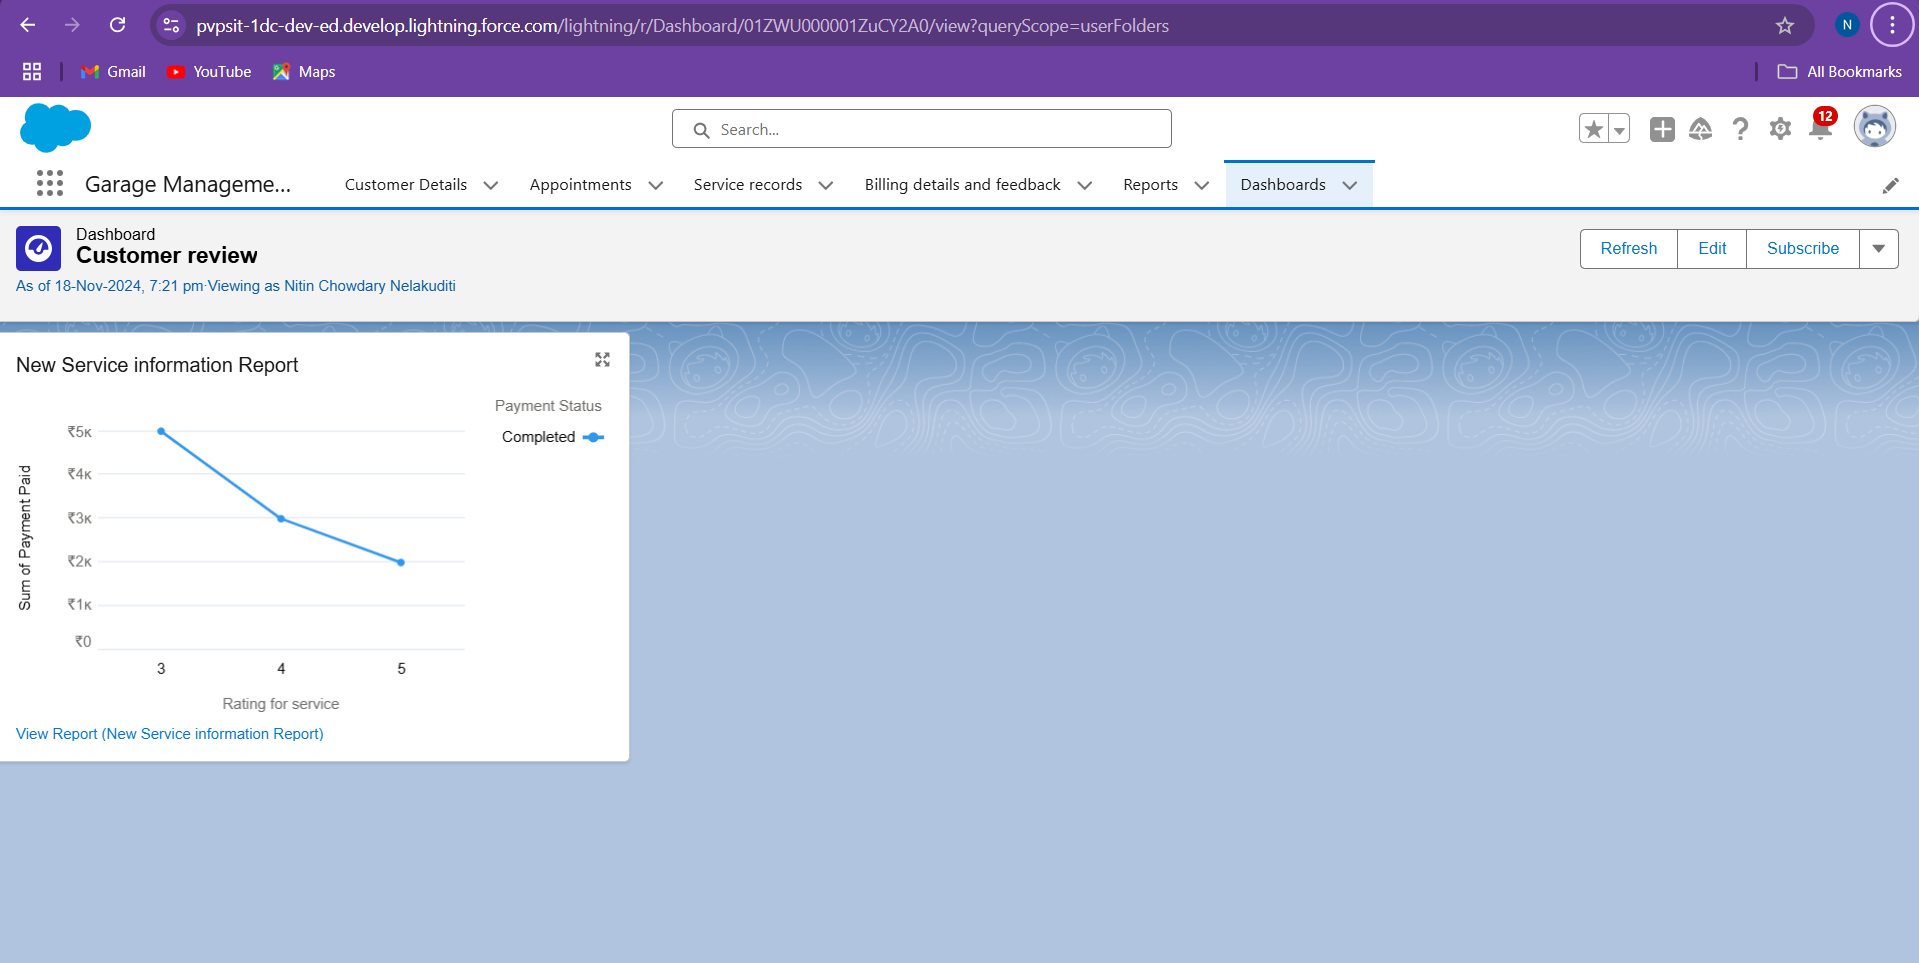 pvpsit-1dc-dev-ed.develop.lightning.force.com/lightning/r/Dashboard/01ZWU000001ZuCY2A0/view?queryScope=userFolders
N
Gmail YouTube Maps All Bookmarks
Search...
12
Garage Manageme... Customer Details Appointments Service records Billing details and feedback Reports Dashboards
Dashboard
Customer review
As of 18-Nov-2024, 7:21 pm·Viewing as Nitin Chowdary Nelakuditi
Refresh Edit Subscribe
New Service information Report
Payment Status
Completed
Sum of Payment Paid
₹5K
₹4K
₹3K
₹2K
₹1K
₹0
3 4 5
Rating for service
View Report (New Service information Report)